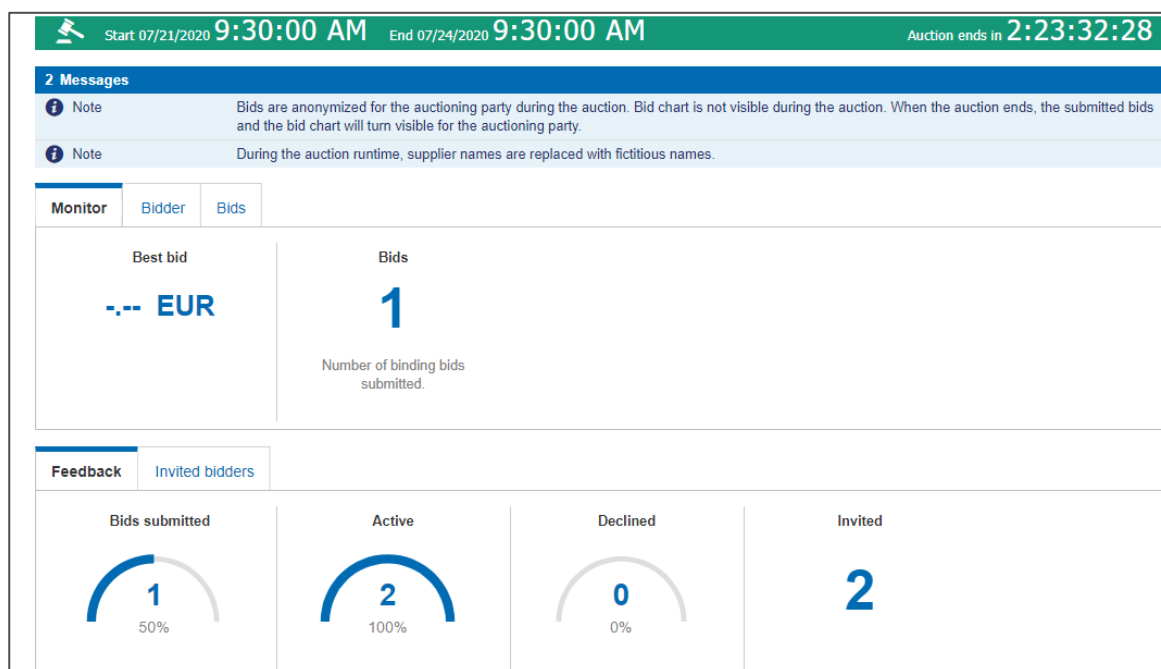 Start 07/21/2020 9:30:00 AM End 07/24/2020 9:30:00 AM Auction ends in 2:23:32:28
2 Messages
Note Bids are anonymized for the auctioning party during the auction. Bid chart is not visible during the auction. When the auction ends, the submitted bids
and the bid chart will turn visible for the auctioning party.
Note During the auction runtime, supplier names are replaced with fictitious names.
Monitor Bidder Bids
Best bid Bids
-.-- EUR 1
Number of binding bids
submitted.
Feedback Invited bidders
Bids submitted Active Declined Invited
1 2 0 2
50% 100% 0%